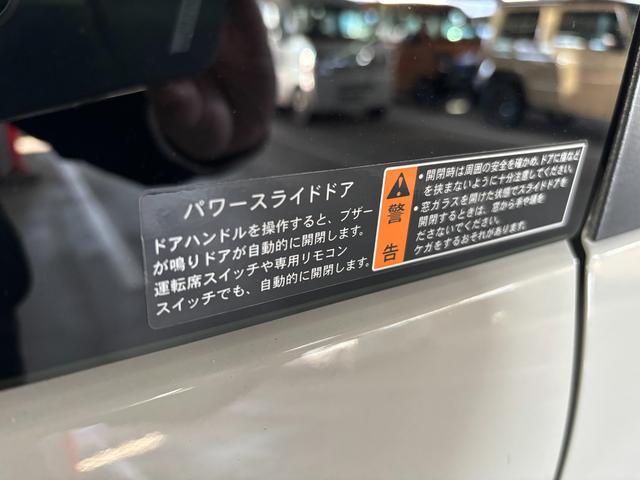 パワースライドドア
ドアハンドルを操作すると、ブザー
が鳴りドアが自動的に開閉します。
運転席スイッチや専用リモコン
スイッチでも、自動的に開閉します。
警告
・開閉時は周囲の安全を確かめ、ドアに指など
を挟まないように十分注意してください。
・窓ガラスを開けた状態でスライドドアを
開閉するときは、窓から手や顔を
ださないでください。
ケガをするおそれがあります。